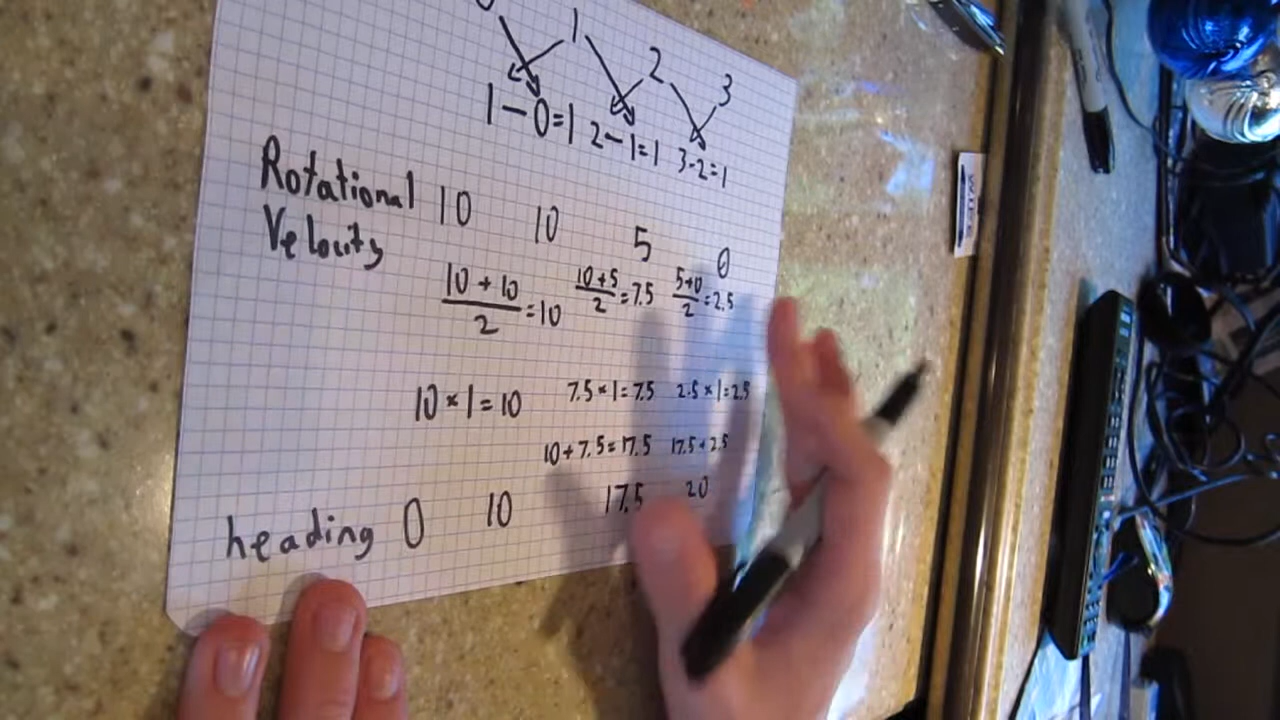 0 1 2 3
1-0=1 2-1=1 3-2=1
Rotational 10 10 5 0
Velocity
10+10/2=10 10+5/2=7.5 5+0/2=2.5
10×1=10 7.5×1=7.5 2.5×1=2.5
10+7.5=17.5 17.5+2.5
heading 0 10 17.5 20